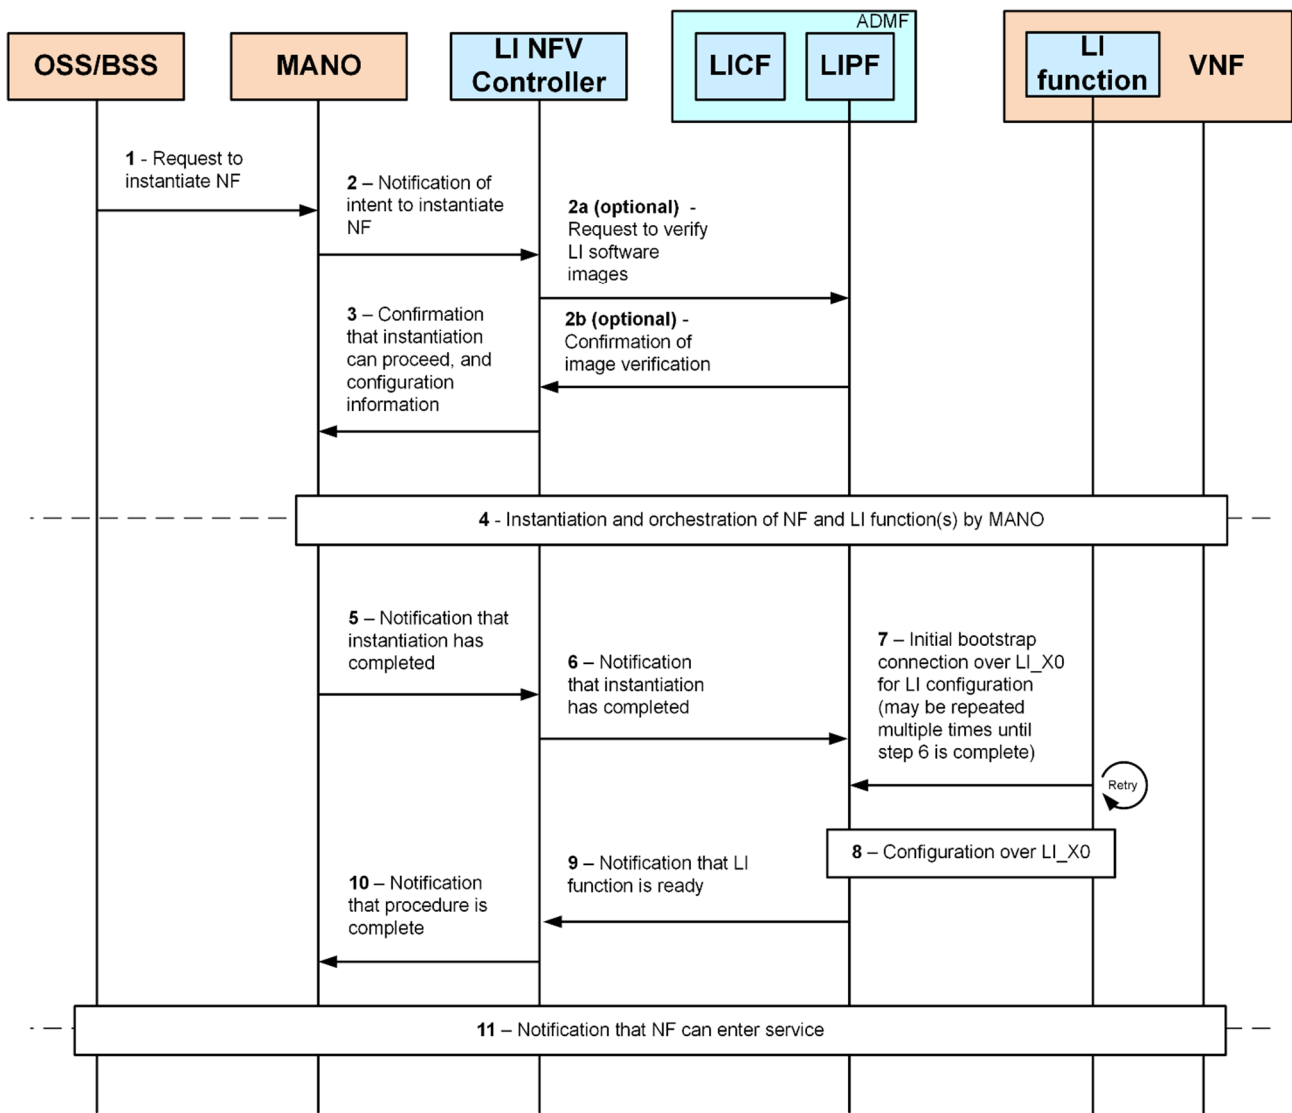 ADMF
OSS/BSS
MANO
LI NFV
Controller
LICF
LIPF
LI
function
VNF
1 - Request to
instantiate NF
2 – Notification of
intent to instantiate
NF
2a (optional) -
Request to verify
LI software
images
3 – Confirmation
that instantiation
can proceed, and
configuration
information
2b (optional) -
Confirmation of
image verification
4 - Instantiation and orchestration of NF and LI function(s) by MANO
5 – Notification that
instantiation has
completed
6 – Notification
that instantiation
has completed
7 – Initial bootstrap
connection over LI_X0
for LI configuration
(may be repeated
multiple times until
step 6 is complete)
Retry
8 – Configuration over LI_X0
9 – Notification that LI
function is ready
10 – Notification
that procedure is
complete
11 – Notification that NF can enter service